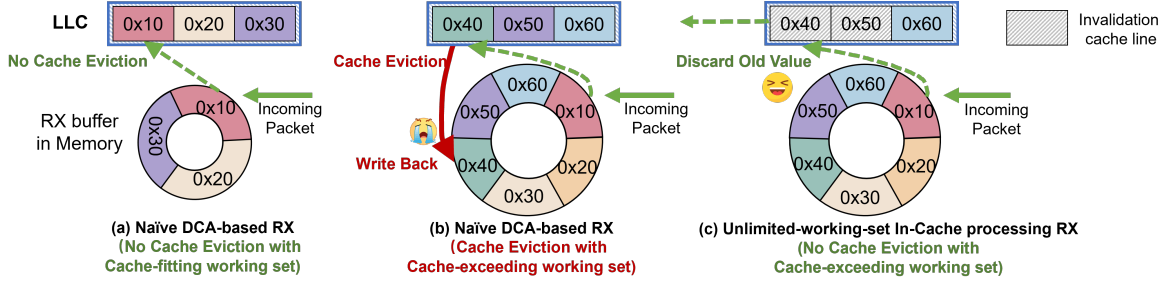 LLC
0x10 0x20 0x30
No Cache Eviction
0x10
0x20
0x30
RX buffer
in Memory
Incoming
Packet
(a) Naïve DCA-based RX
(No Cache Eviction with
Cache-fitting working set)
0x40 0x50 0x60
Cache Eviction
0x60
0x50
0x10
0x40
0x20
0x30
Write Back
Incoming
Packet
(b) Naïve DCA-based RX
(Cache Eviction with
Cache-exceeding working set)
0x40 0x50 0x60
Discard Old Value
0x60
0x50
0x10
0x40
0x20
0x30
Incoming
Packet
Invalidation
cache line
(c) Unlimited-working-set In-Cache processing RX
(No Cache Eviction with
Cache-exceeding working set)